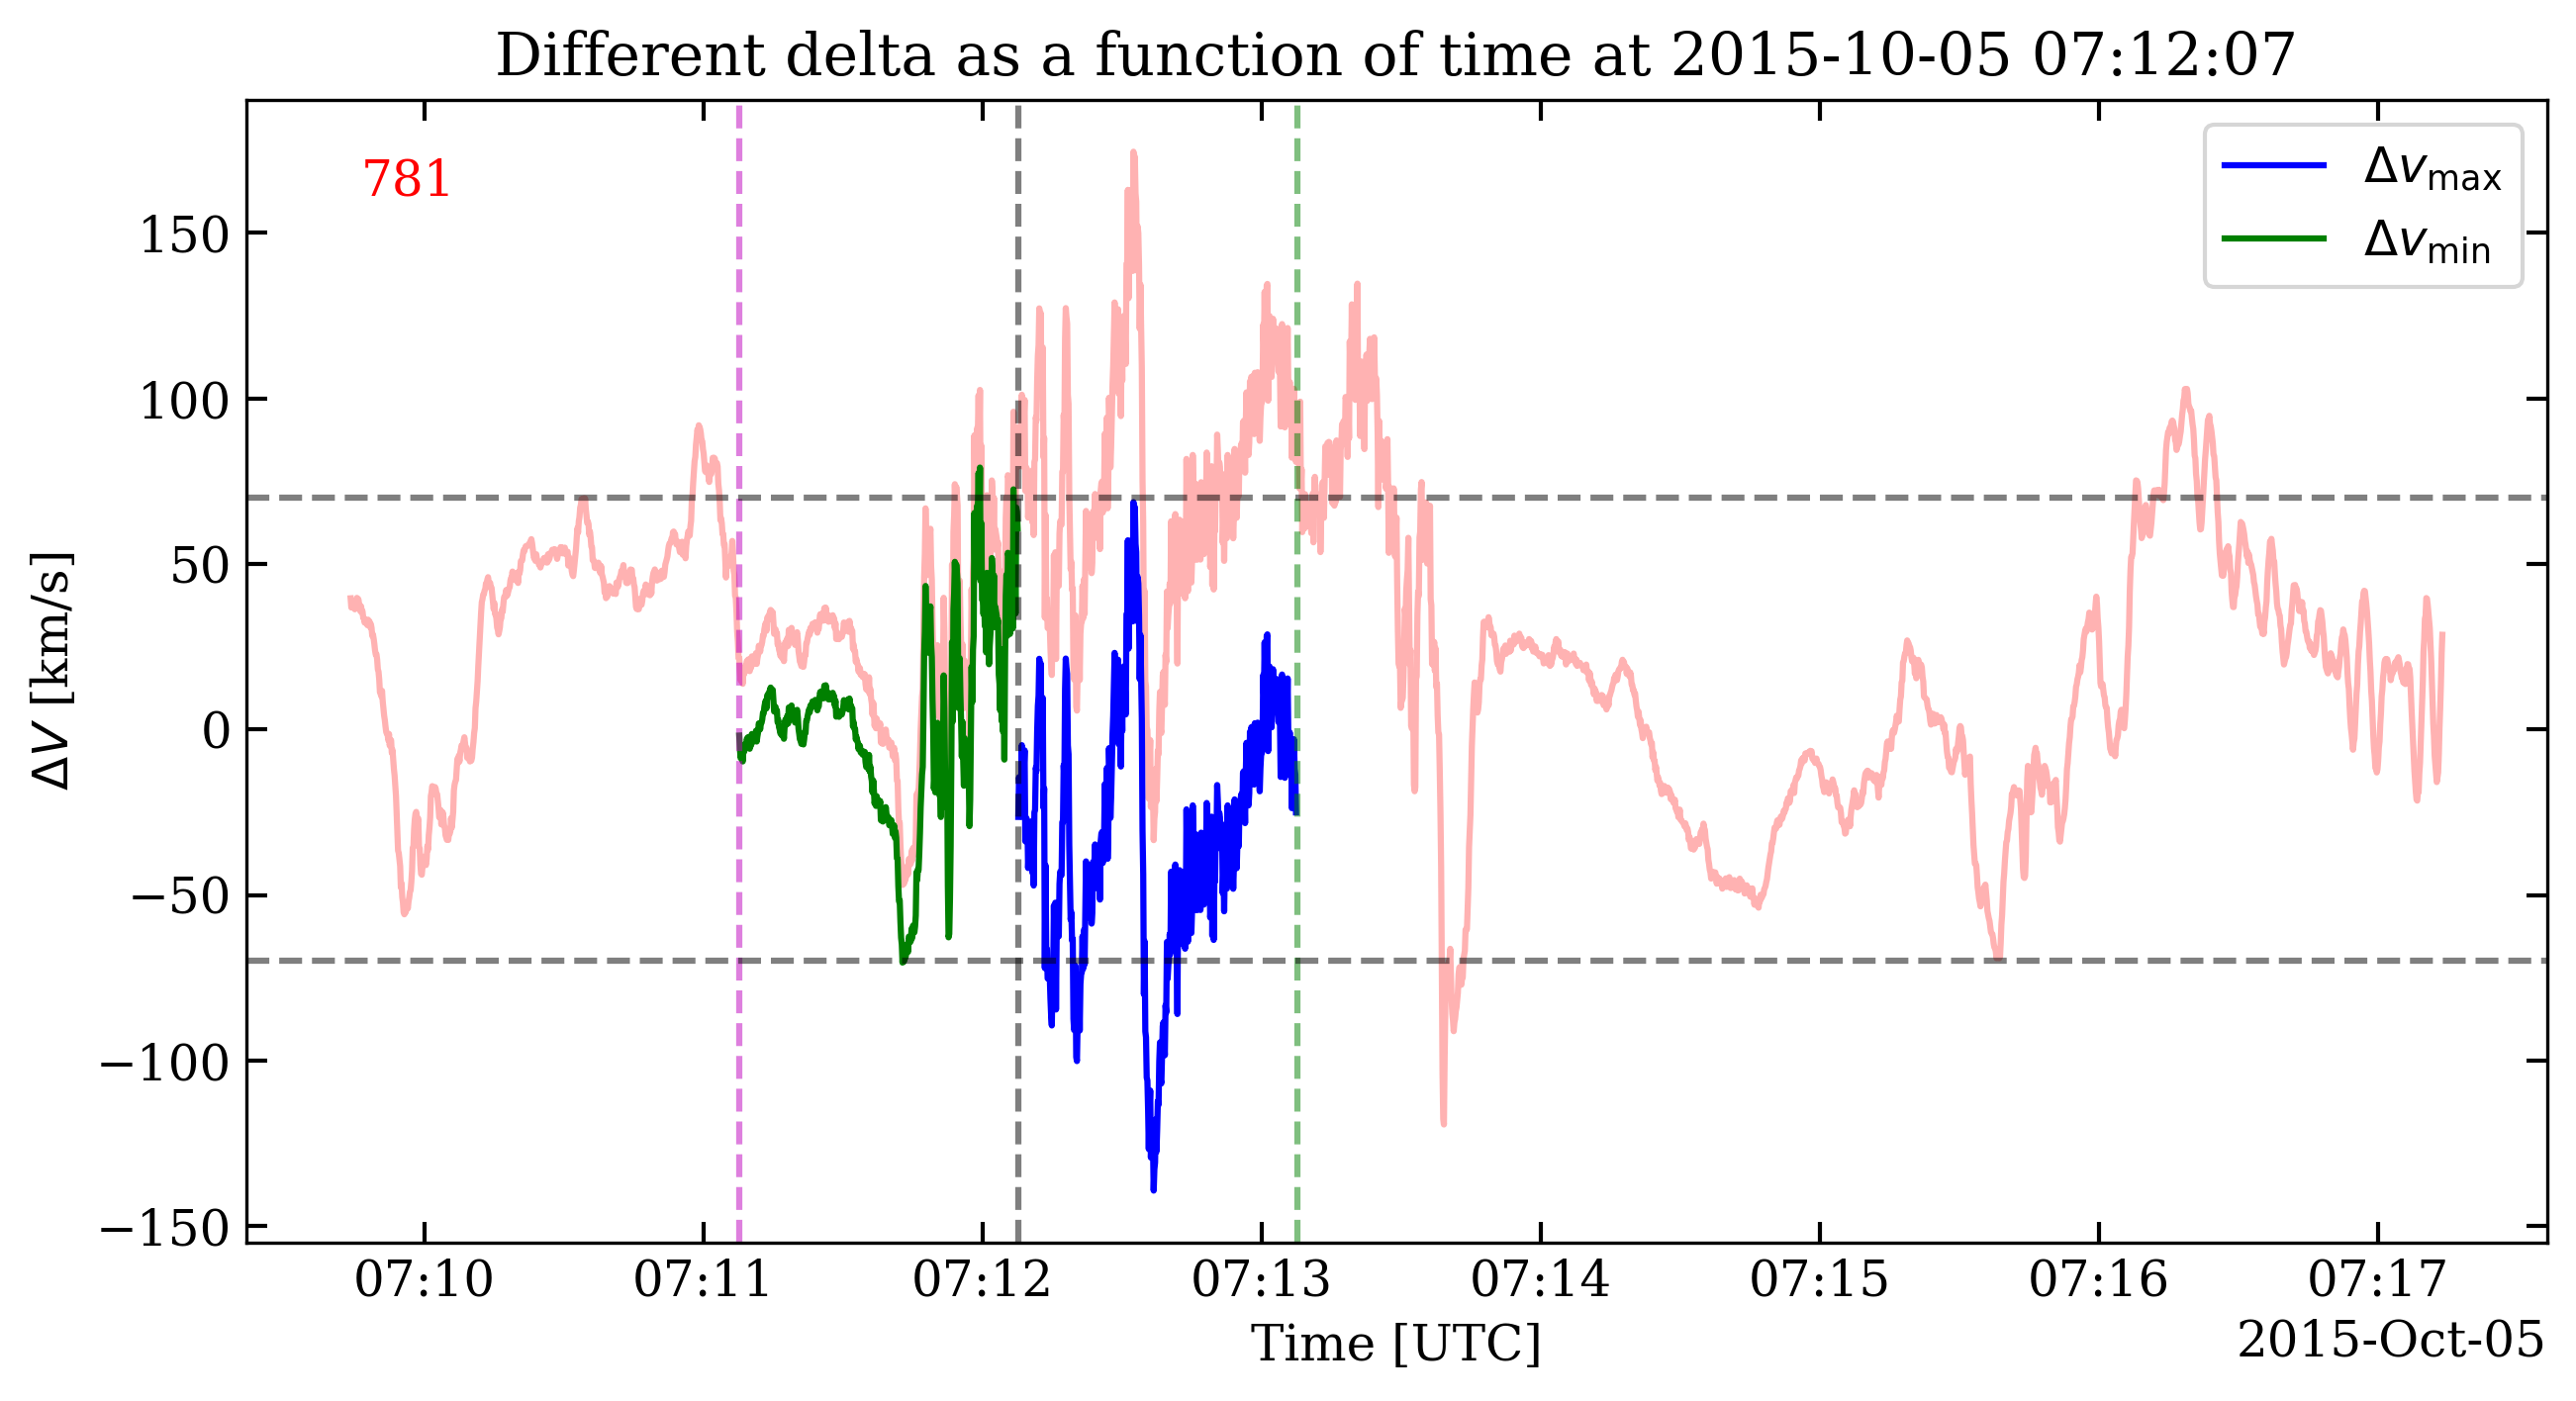 Different delta as a function of time at 2015-10-05 07:12:07
781
Δv_max
Δv_min
150
100
50
0
−50
−100
−150
ΔV [km/s]
07:10 07:11 07:12 07:13 07:14 07:15 07:16 07:17
Time [UTC]
2015-Oct-05